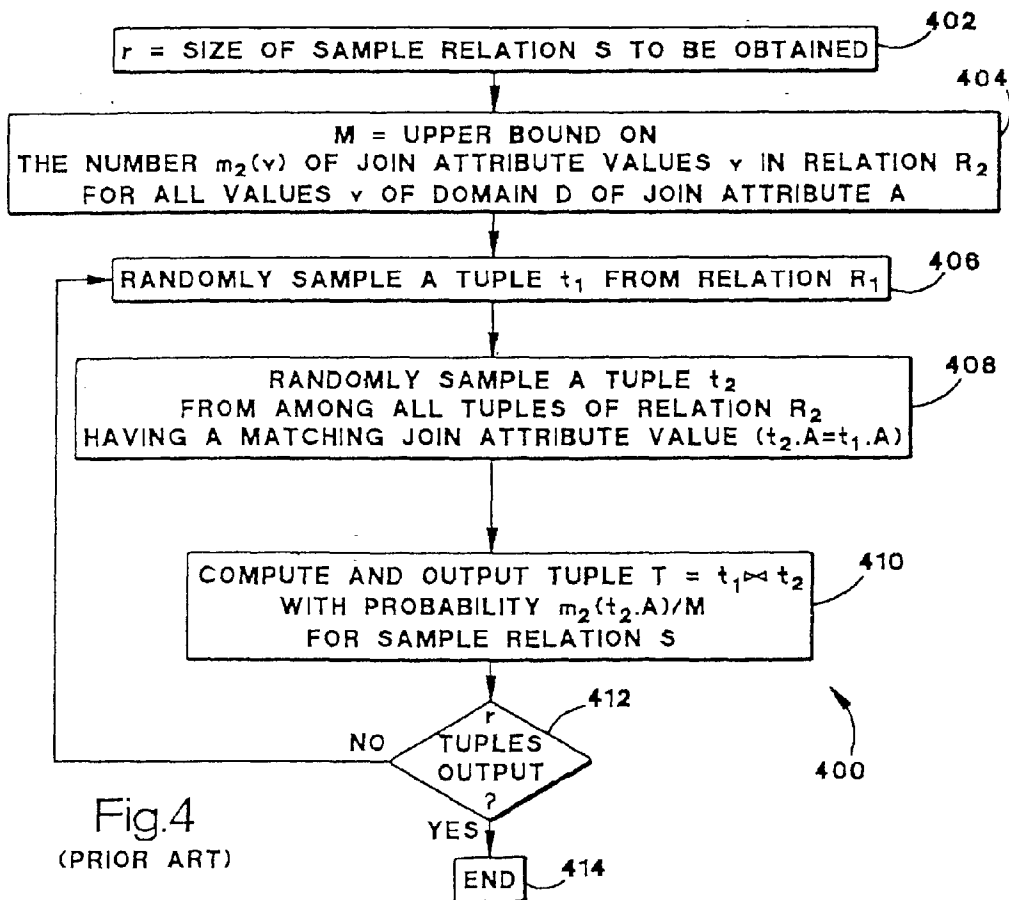 r = SIZE OF SAMPLE RELATION S TO BE OBTAINED
402
404
M = UPPER BOUND ON
THE NUMBER m₂(v) OF JOIN ATTRIBUTE VALUES v IN RELATION R₂
FOR ALL VALUES v OF DOMAIN D OF JOIN ATTRIBUTE A
RANDOMLY SAMPLE A TUPLE t₁ FROM RELATION R₁
406
RANDOMLY SAMPLE A TUPLE t₂
FROM AMONG ALL TUPLES OF RELATION R₂
HAVING A MATCHING JOIN ATTRIBUTE VALUE (t₂.A=t₁.A)
408
COMPUTE AND OUTPUT TUPLE T = t₁⋈t₂
WITH PROBABILITY m₂(t₂.A)/M
FOR SAMPLE RELATION S
410
r
TUPLES
OUTPUT
?
412
NO
YES
400
END
414
Fig.4
(PRIOR ART)